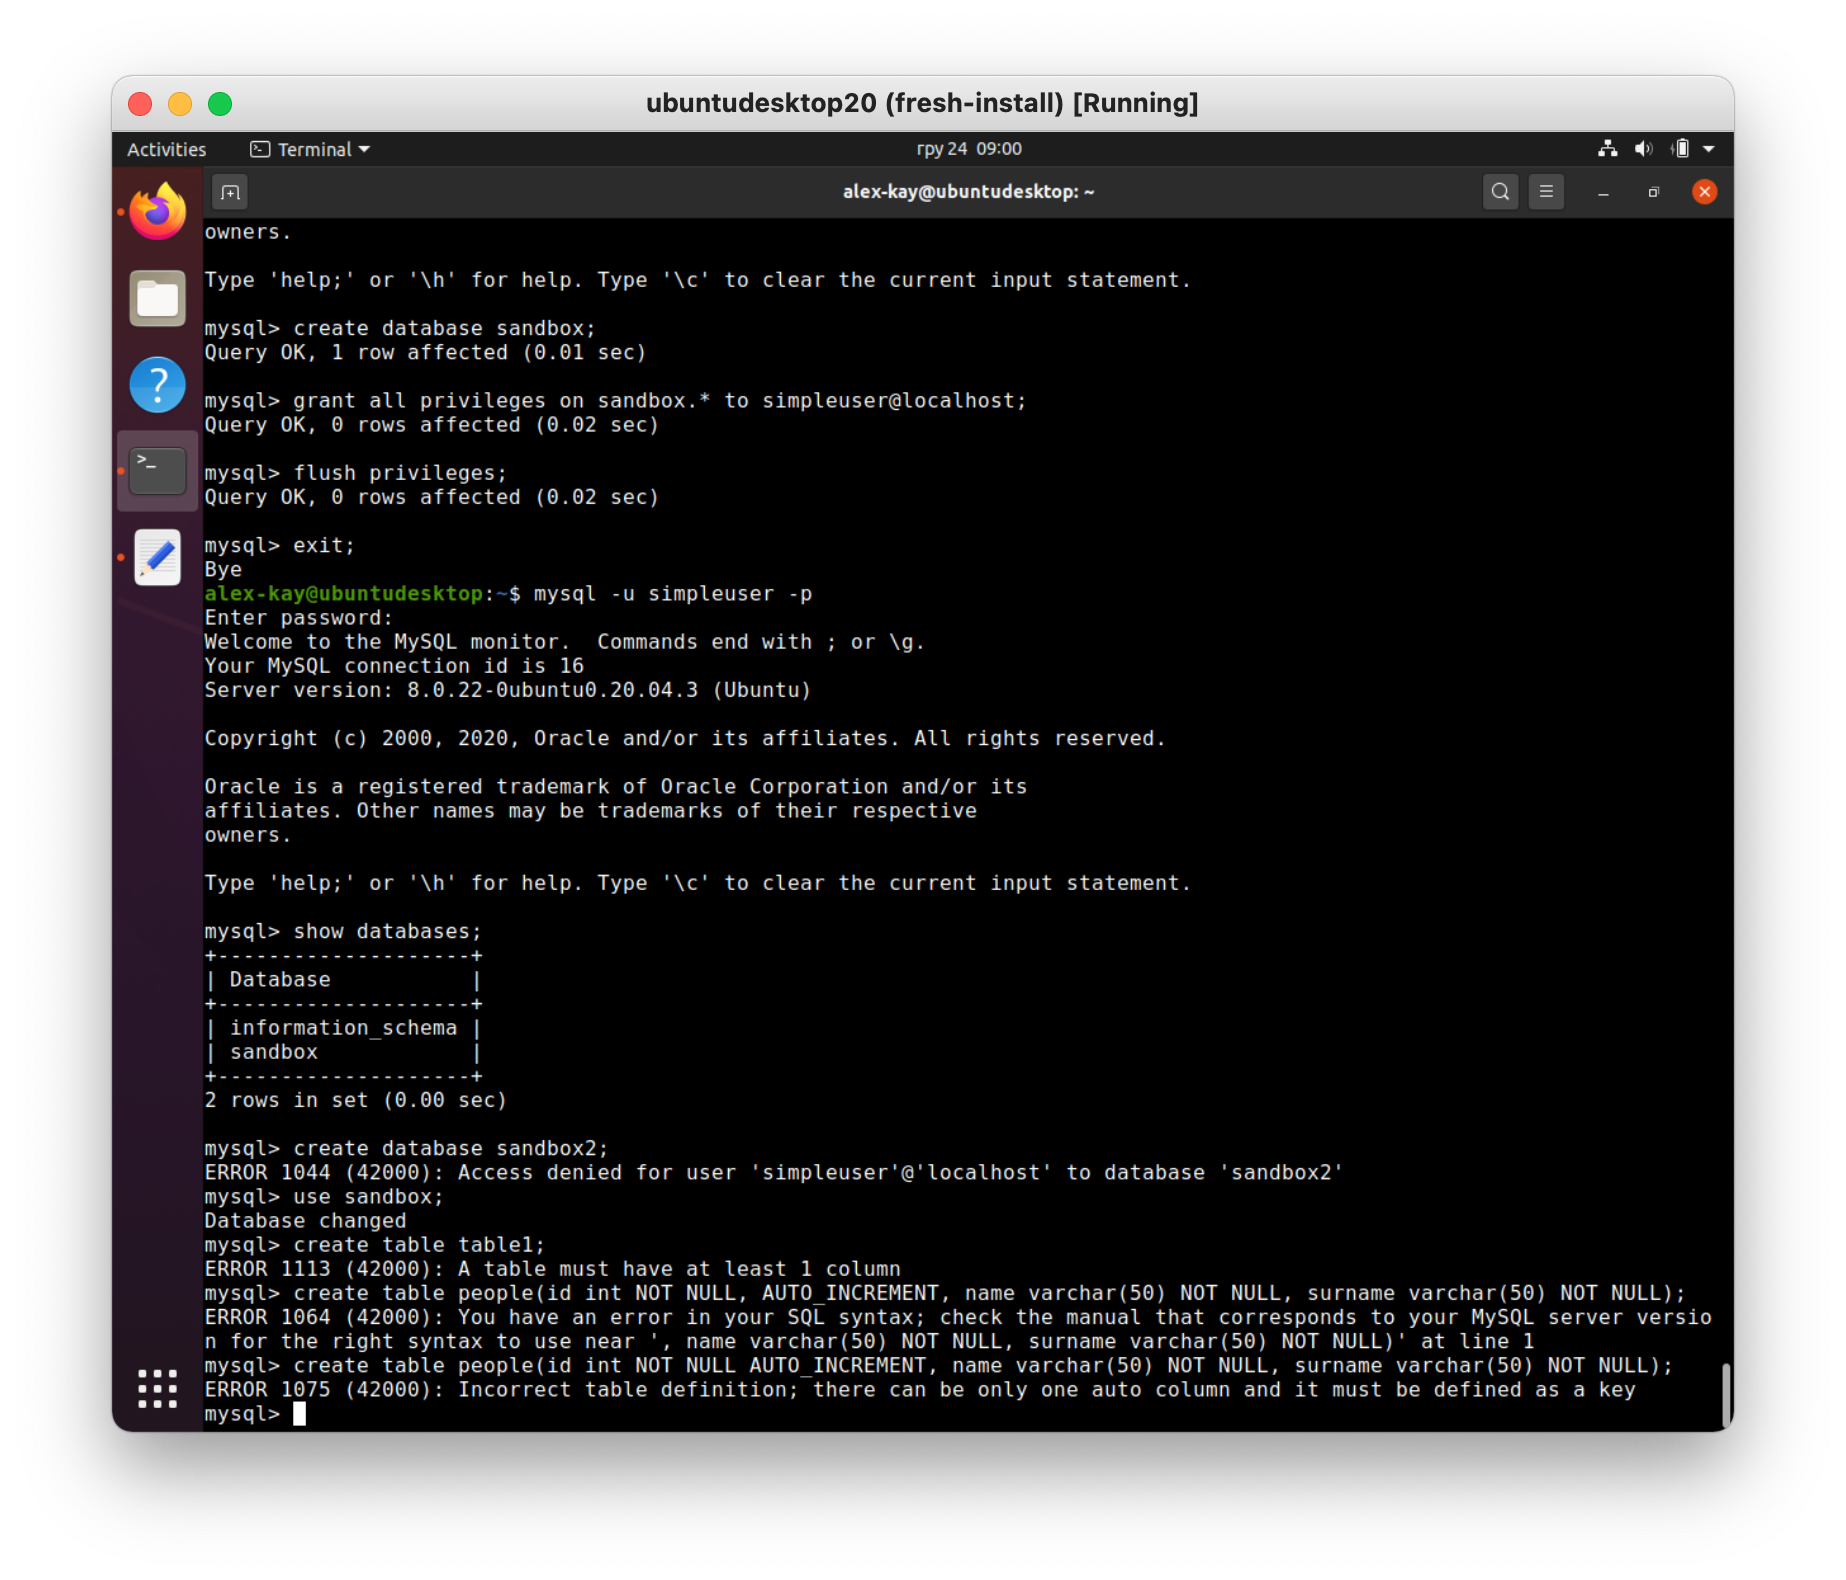 ubuntudesktop20 (fresh-install) [Running]
Activities
Terminal
гру 24 09:00
alex-kay@ubuntudesktop: ~
owners.
Type 'help;' or '\h' for help. Type '\c' to clear the current input statement.
mysql> create database sandbox;
Query OK, 1 row affected (0.01 sec)
mysql> grant all privileges on sandbox.* to simpleuser@localhost;
Query OK, 0 rows affected (0.02 sec)
mysql> flush privileges;
Query OK, 0 rows affected (0.02 sec)
mysql> exit;
Bye
alex-kay@ubuntudesktop:~$ mysql -u simpleuser -p
Enter password:
Welcome to the MySQL monitor.  Commands end with ; or \g.
Your MySQL connection id is 16
Server version: 8.0.22-0ubuntu0.20.04.3 (Ubuntu)
Copyright (c) 2000, 2020, Oracle and/or its affiliates. All rights reserved.
Oracle is a registered trademark of Oracle Corporation and/or its
affiliates. Other names may be trademarks of their respective
owners.
Type 'help;' or '\h' for help. Type '\c' to clear the current input statement.
mysql> show databases;
+--------------------+
| Database           |
+--------------------+
| information_schema |
| sandbox            |
+--------------------+
2 rows in set (0.00 sec)
mysql> create database sandbox2;
ERROR 1044 (42000): Access denied for user 'simpleuser'@'localhost' to database 'sandbox2'
mysql> use sandbox;
Database changed
mysql> create table table1;
ERROR 1113 (42000): A table must have at least 1 column
mysql> create table people(id int NOT NULL, AUTO_INCREMENT, name varchar(50) NOT NULL, surname varchar(50) NOT NULL);
ERROR 1064 (42000): You have an error in your SQL syntax; check the manual that corresponds to your MySQL server versio
n for the right syntax to use near ', name varchar(50) NOT NULL, surname varchar(50) NOT NULL)' at line 1
mysql> create table people(id int NOT NULL AUTO_INCREMENT, name varchar(50) NOT NULL, surname varchar(50) NOT NULL);
ERROR 1075 (42000): Incorrect table definition; there can be only one auto column and it must be defined as a key
mysql>